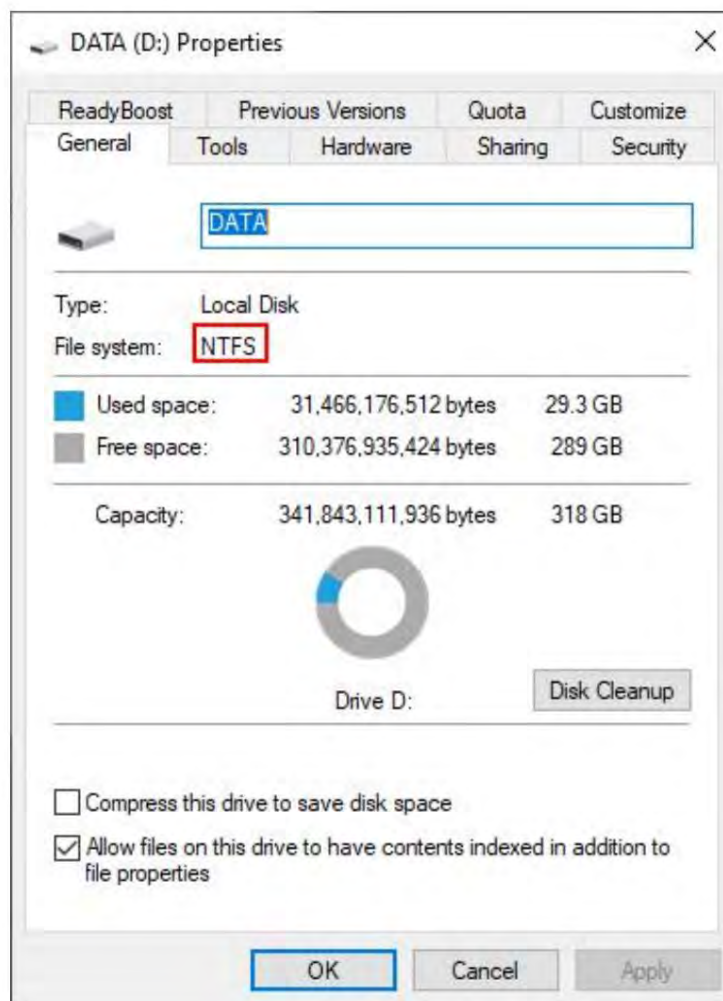 DATA (D:) Properties
ReadyBoost Previous Versions Quota Customize
General Tools Hardware Sharing Security
DATA
Type: Local Disk
File system: NTFS
Used space: 31,466,176,512 bytes 29.3 GB
Free space: 310,376,935,424 bytes 289 GB
Capacity: 341,843,111,936 bytes 318 GB
Drive D: Disk Cleanup
Compress this drive to save disk space
Allow files on this drive to have contents indexed in addition to
file properties
OK Cancel Apply